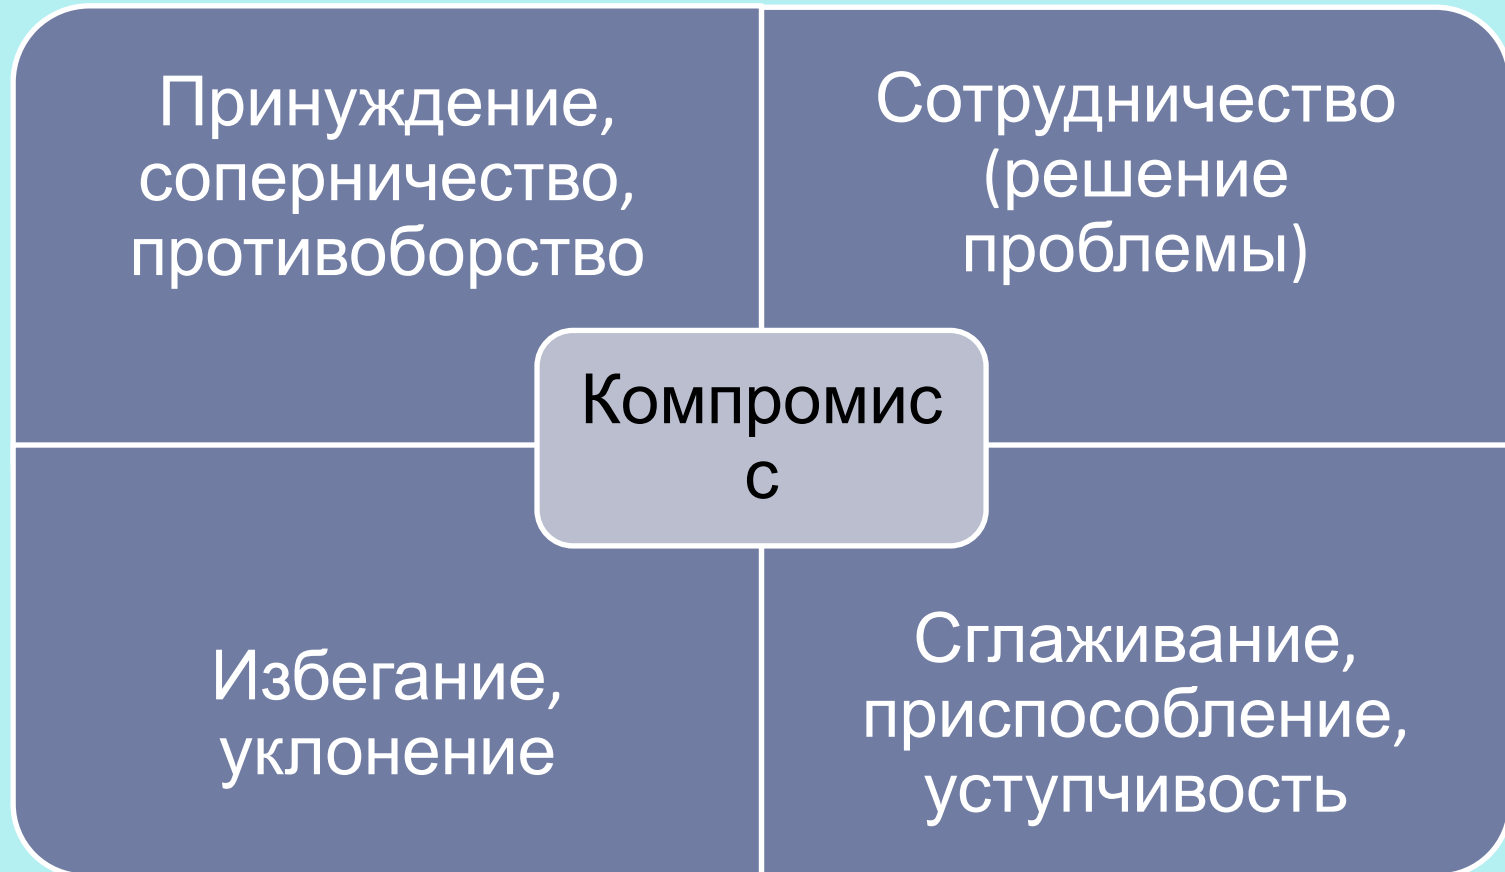 Принуждение,
соперничество,
противоборство
Сотрудничество
(решение
проблемы)
Компромис
с
Избегание,
уклонение
Сглаживание,
приспособление,
уступчивость